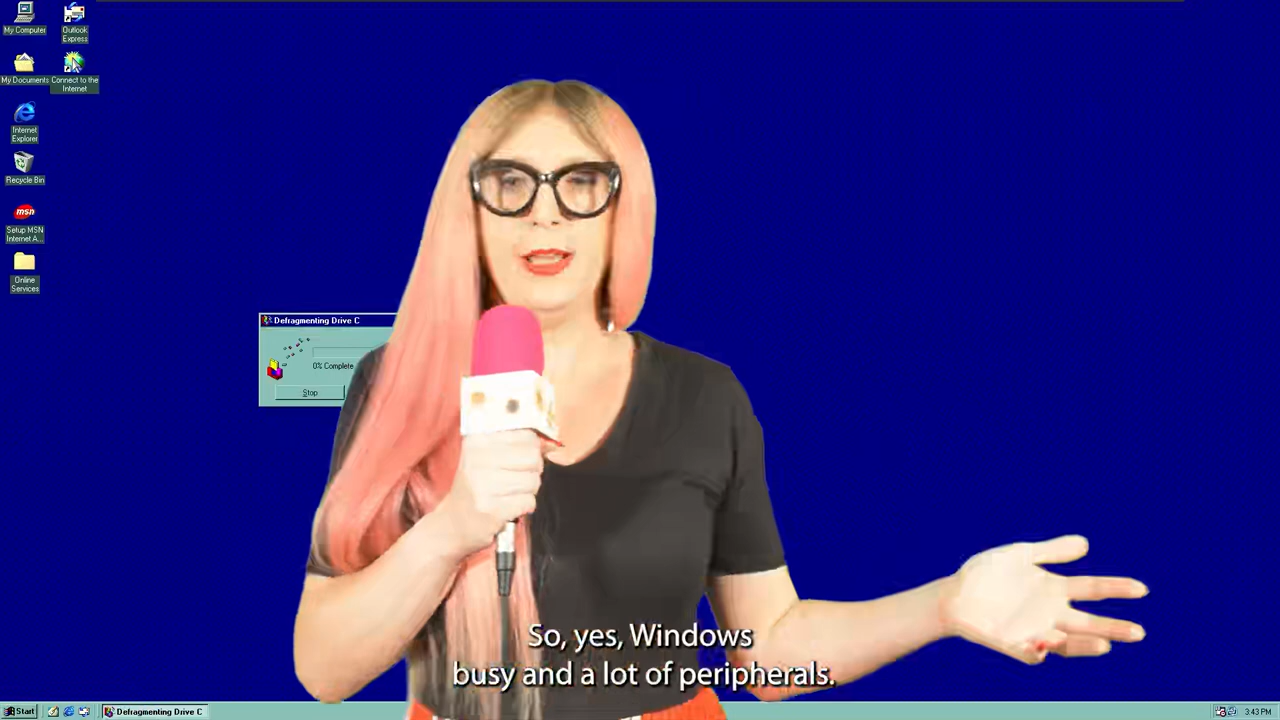 My Computer
Outlook
Express
My Documents
Connect to the
Internet
Internet
Explorer
Recycle Bin
msn
Setup MSN
Internet A...
Online
Services
Defragmenting Drive C
0% Complete
Stop
So, yes, Windows
busy and a lot of peripherals.
Start
Defragmenting Drive C
3:43 PM